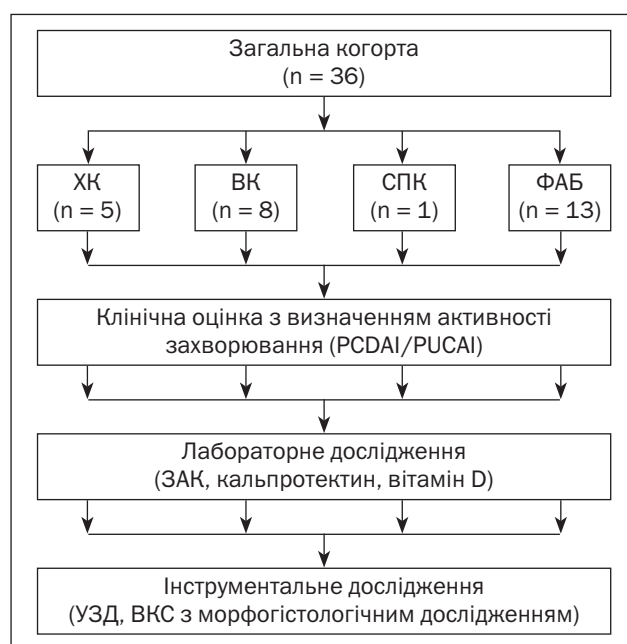 Загальна когорта
(n = 36)
ХК
(n = 5)
ВК
(n = 8)
СПК
(n = 1)
ФАБ
(n = 13)
Клінічна оцінка з визначенням активності
захворювання (PCDAI/PUCAI)
Лабораторне дослідження
(ЗАК, кальпротектин, вітамін D)
Інструментальне дослідження
(УЗД, ВКС з морфогістологічним дослідженням)